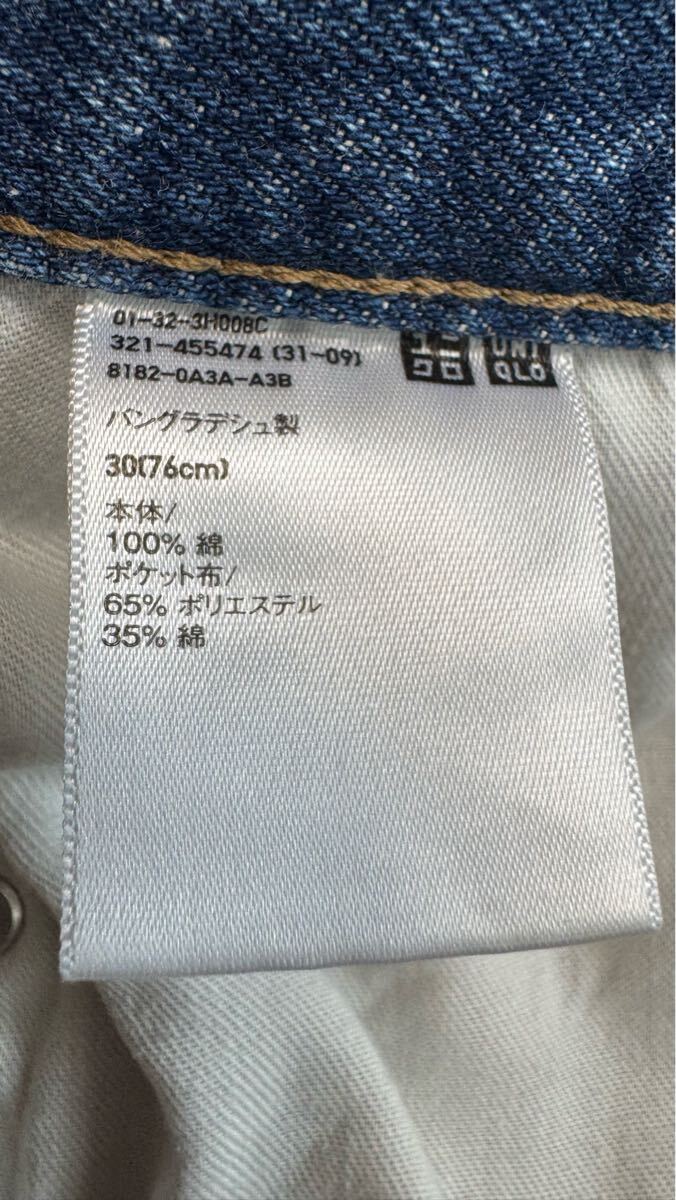 01-32-3H008C
321-455474 (31-09)
8182-0A3A-A3B
ユニ
クロ
UNI
QLO
バングラデシュ製
30(76cm)
本体/
100% 綿
ポケット布/
65% ポリエステル
35% 綿